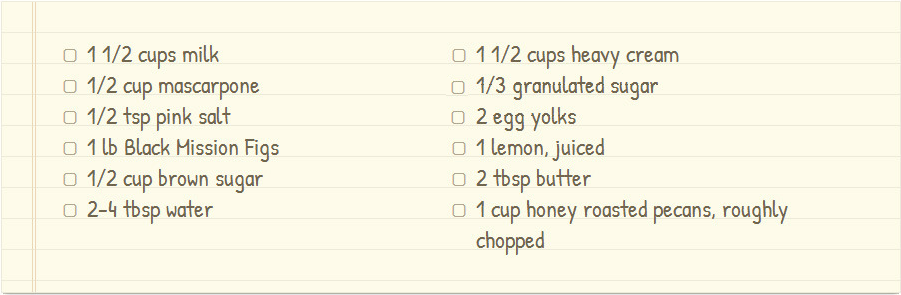 1 1/2 cups milk
1/2 cup mascarpone
1/2 tsp pink salt
1 lb Black Mission Figs
1/2 cup brown sugar
2-4 tbsp water
1 1/2 cups heavy cream
1/3 granulated sugar
2 egg yolks
1 lemon, juiced
2 tbsp butter
1 cup honey roasted pecans, roughly
chopped